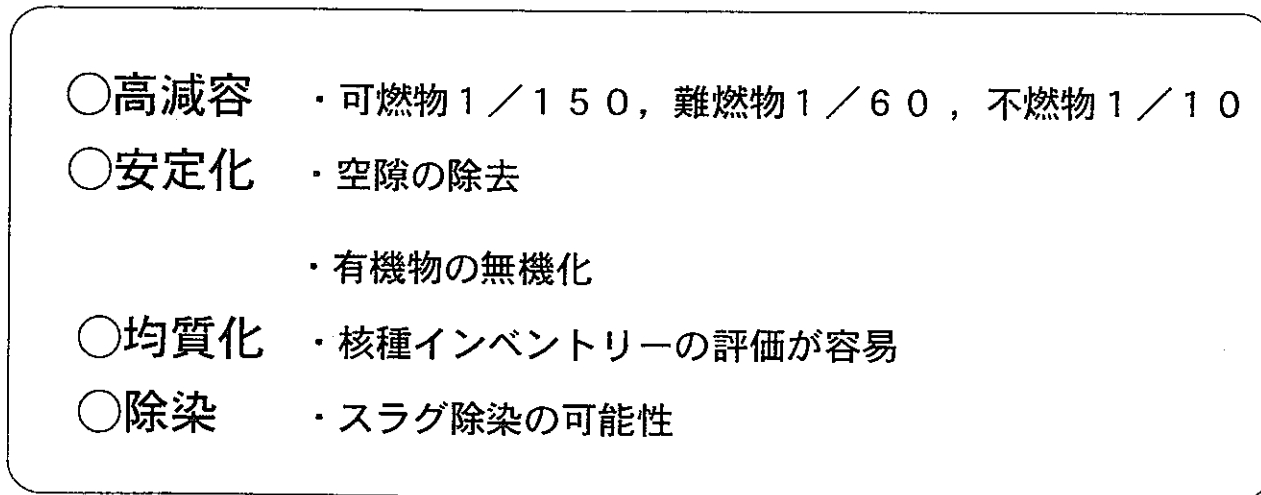 ○高減容 ・可燃物１／１５０，難燃物１／６０，不燃物１／１０
○安定化 ・空隙の除去
・有機物の無機化
○均質化 ・核種インベントリーの評価が容易
○除染 ・スラグ除染の可能性